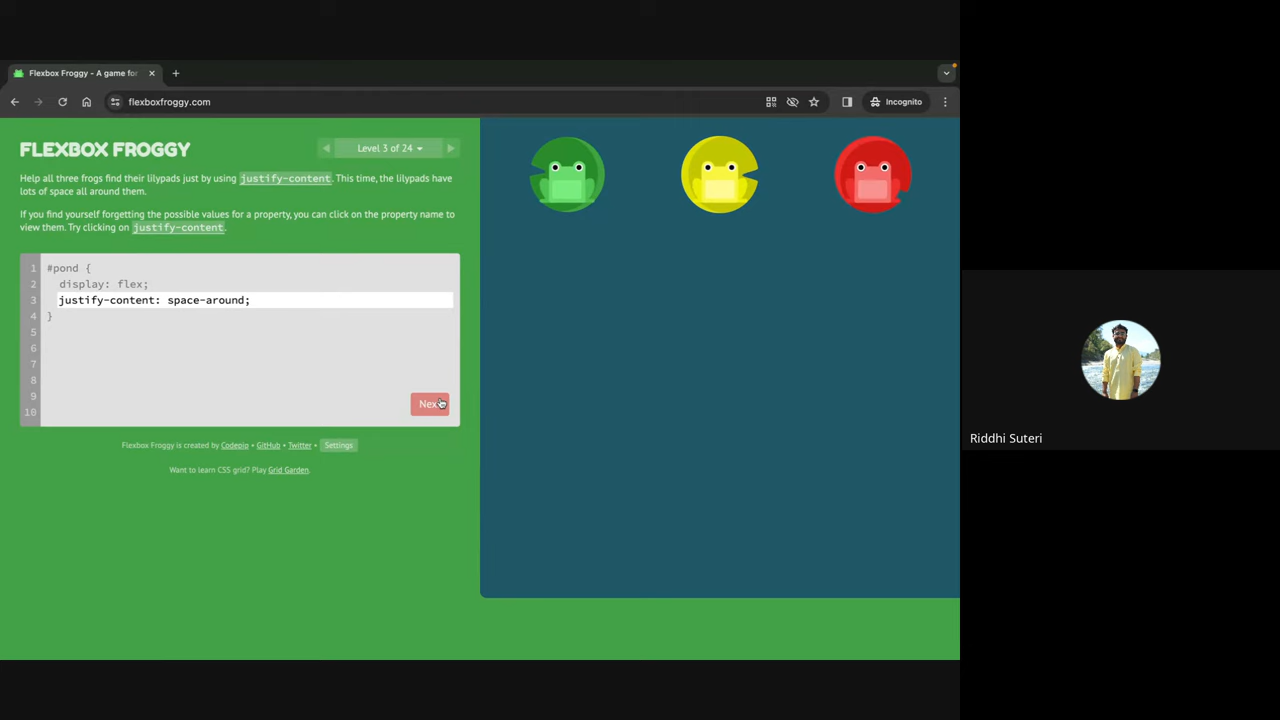 Flexbox Froggy - A game for
flexboxfroggy.com
Incognito
FLEXBOX FROGGY
Level 3 of 24
Help all three frogs find their lilypads just by using justify-content. This time, the lilypads have
lots of space all around them.
If you find yourself forgetting the possible values for a property, you can click on the property name to
view them. Try clicking on justify-content.
1 #pond {
2 display: flex;
3 justify-content: space-around;
4 }
5
6
7
8
9
10
Next
Flexbox Froggy is created by Codepip • GitHub • Twitter • Settings
Want to learn CSS grid? Play Grid Garden.
Riddhi Suteri